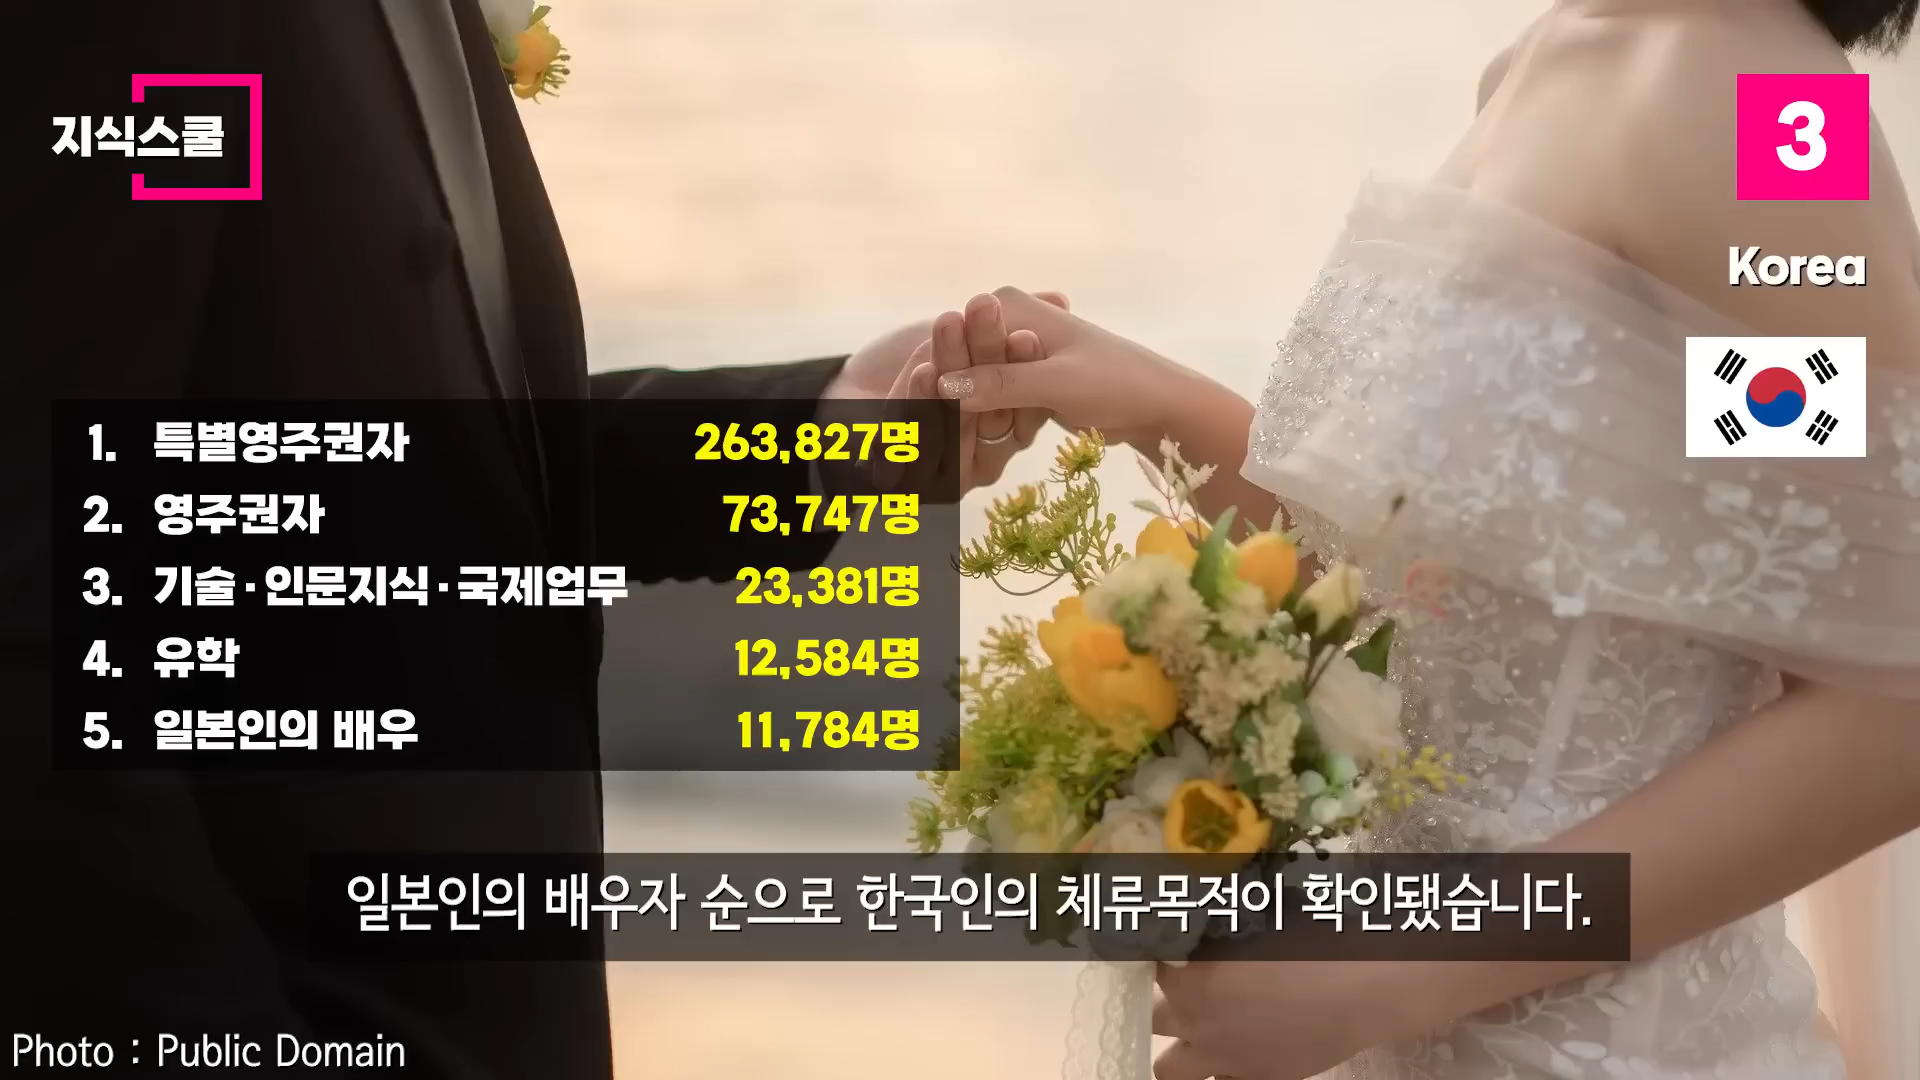 지식스쿨
3
Korea
1. 특별영주권자 263,827명
2. 영주권자 73,747명
3. 기술·인문지식·국제업무 23,381명
4. 유학 12,584명
5. 일본인의 배우 11,784명
일본인의 배우자 순으로 한국인의 체류목적이 확인됐습니다.
Photo : Public Domain